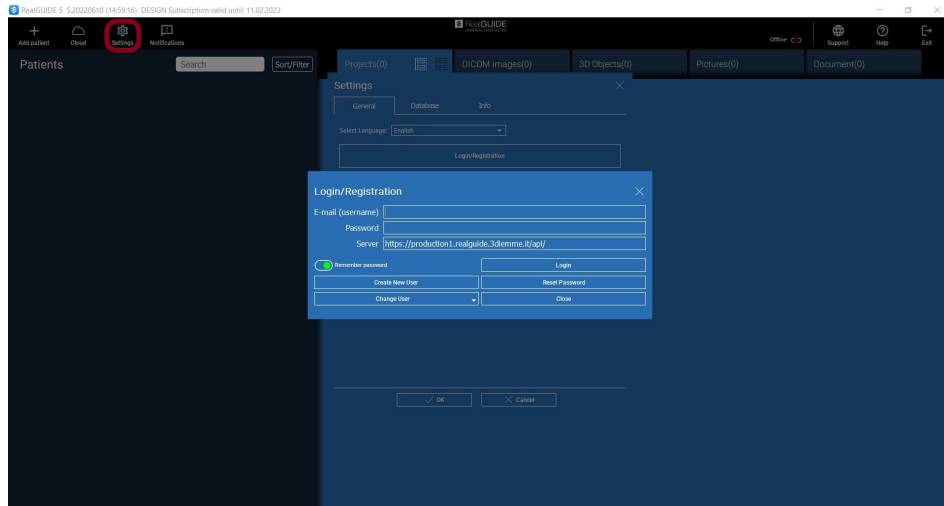 RealGUIDE 5 5.20220610 (14:59:16) DESIGN Subscription valid until: 11.02.2023
RealGUIDE
Add patient Cloud Settings Notifications Offline Support Help Exit
Patients Search Sort/Filter Projects(0) DICOM Images(0) 3D Objects(0) Pictures(0) Document(0)
Settings
General Database Info
Select Language: English
Login/Registration
Login/Registration
E-mail (username)
Password
Server https://production1.realguide.3diemme.it/api/
Remember password Login
Create New User Reset Password
Change User Close
OK Cancel